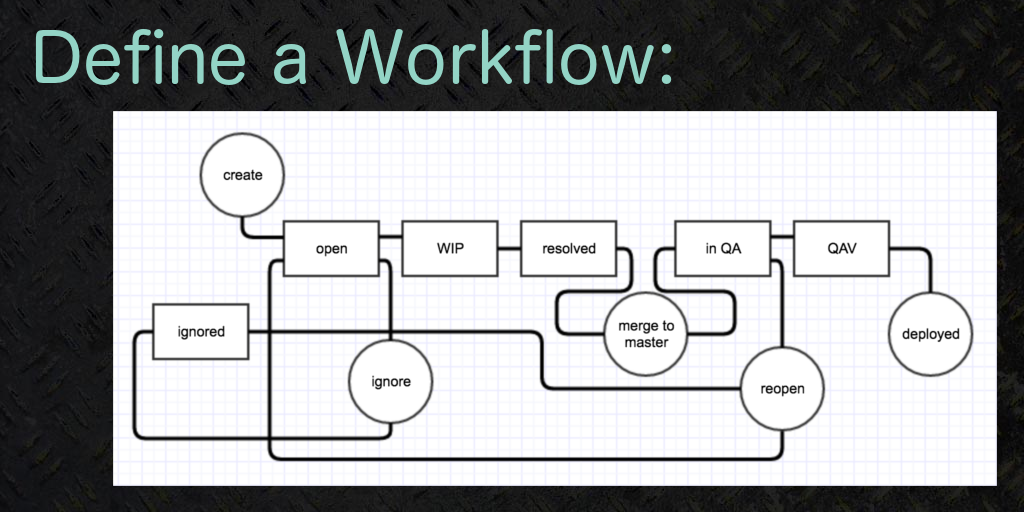 Define a Workflow:
create
open
WIP
resolved
in QA
QAV
ignored
merge to
master
deployed
ignore
reopen